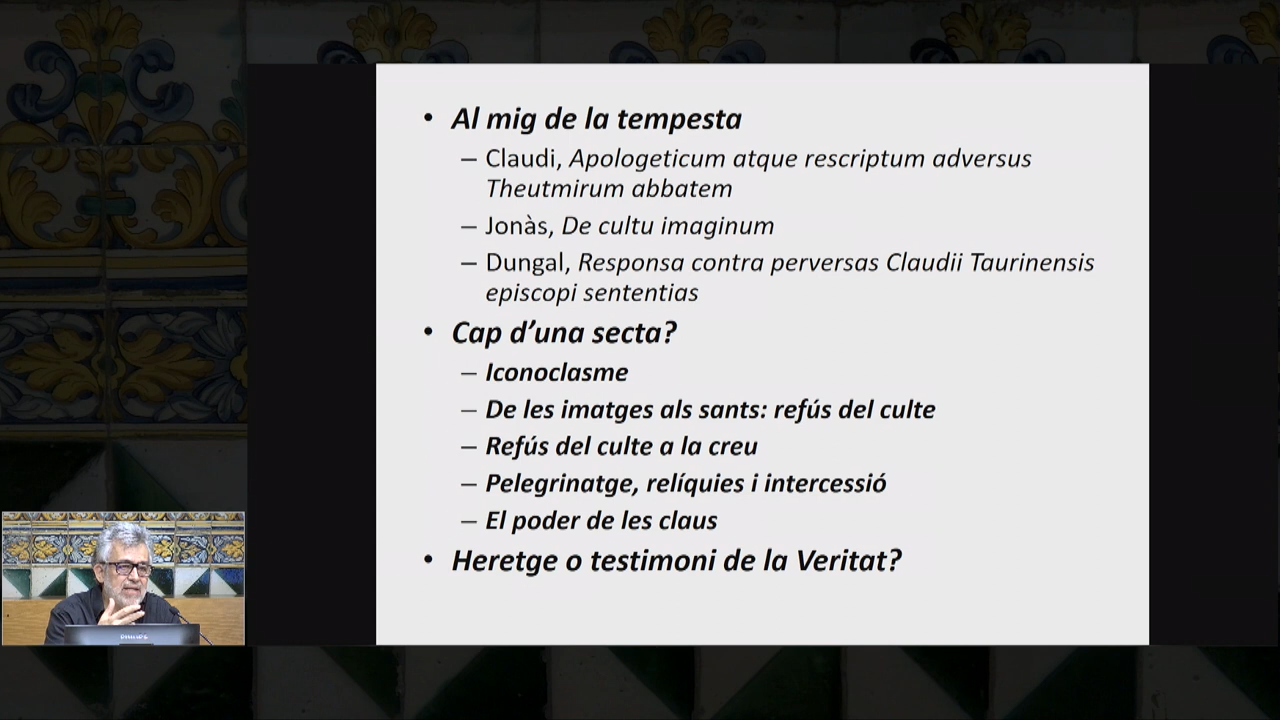 • Al mig de la tempesta
– Claudi, Apologeticum atque rescriptum adversus
Theutmirum abbatem
– Jonàs, De cultu imaginum
– Dungal, Responsa contra perversas Claudii Taurinensis
episcopi sententias
• Cap d’una secta?
– Iconoclasme
– De les imatges als sants: refús del culte
– Refús del culte a la creu
– Pelegrinatge, relíquies i intercessió
– El poder de les claus
• Heretge o testimoni de la Veritat?